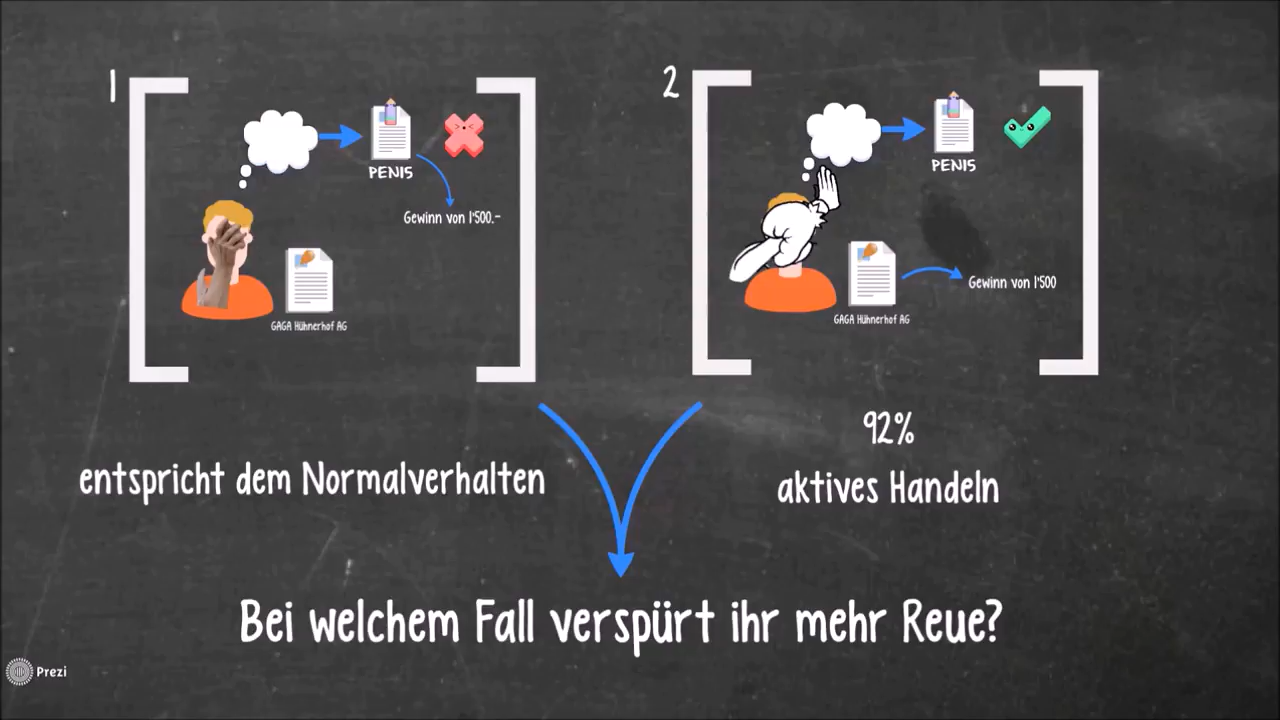 1
PENIS
Gewinn von 1'500.-
GAGA Hühnerhof AG
2
PENIS
Gewinn von 1'500
GAGA Hühnerhof AG
entspricht dem Normalverhalten
92%
aktives Handeln
Bei welchem Fall verspürt ihr mehr Reue?
Prezi